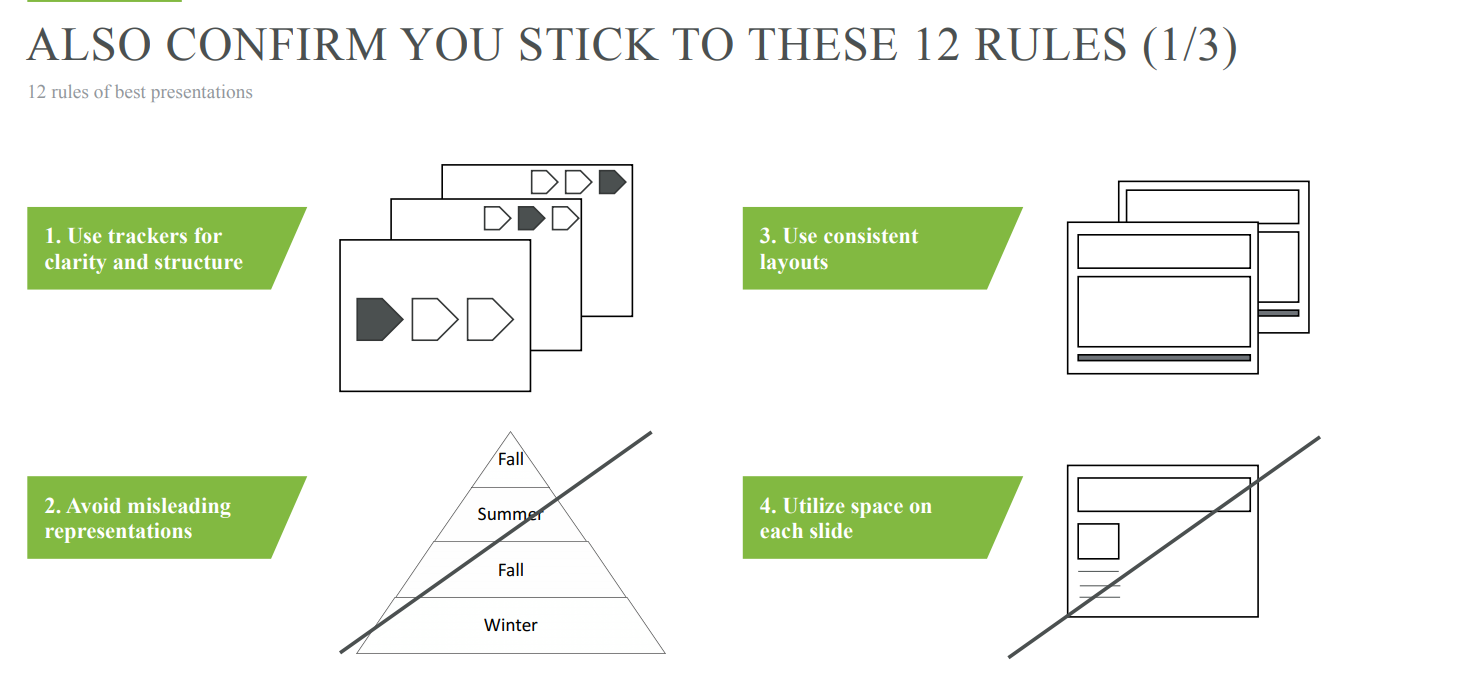 ALSO CONFIRM YOU STICK TO THESE 12 RULES (1/3)
12 rules of best presentations
1. Use trackers for
clarity and structure
2. Avoid misleading
representations
Fall
Summer
Fall
Winter
3. Use consistent
layouts
4. Utilize space on
each slide